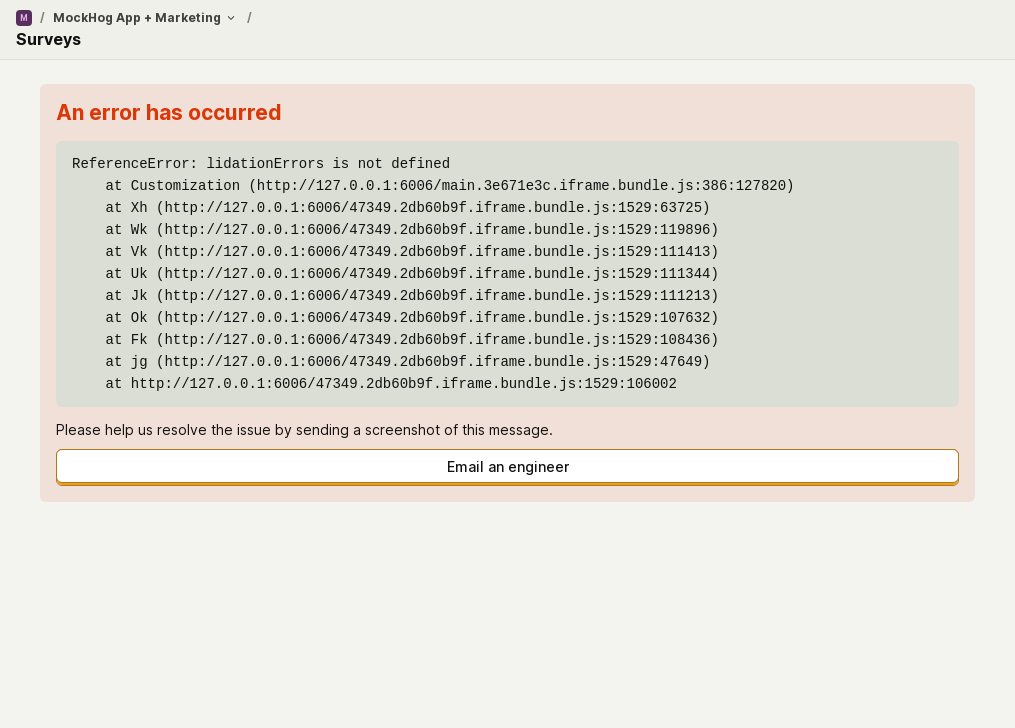 M / MockHog App + Marketing /
Surveys
An error has occurred
ReferenceError: lidationErrors is not defined
at Customization (http://127.0.0.1:6006/main.3e671e3c.iframe.bundle.js:386:127820)
at Xh (http://127.0.0.1:6006/47349.2db60b9f.iframe.bundle.js:1529:63725)
at Wk (http://127.0.0.1:6006/47349.2db60b9f.iframe.bundle.js:1529:119896)
at Vk (http://127.0.0.1:6006/47349.2db60b9f.iframe.bundle.js:1529:111413)
at Uk (http://127.0.0.1:6006/47349.2db60b9f.iframe.bundle.js:1529:111344)
at Jk (http://127.0.0.1:6006/47349.2db60b9f.iframe.bundle.js:1529:111213)
at Ok (http://127.0.0.1:6006/47349.2db60b9f.iframe.bundle.js:1529:107632)
at Fk (http://127.0.0.1:6006/47349.2db60b9f.iframe.bundle.js:1529:108436)
at jg (http://127.0.0.1:6006/47349.2db60b9f.iframe.bundle.js:1529:47649)
at http://127.0.0.1:6006/47349.2db60b9f.iframe.bundle.js:1529:106002
Please help us resolve the issue by sending a screenshot of this message.
Email an engineer